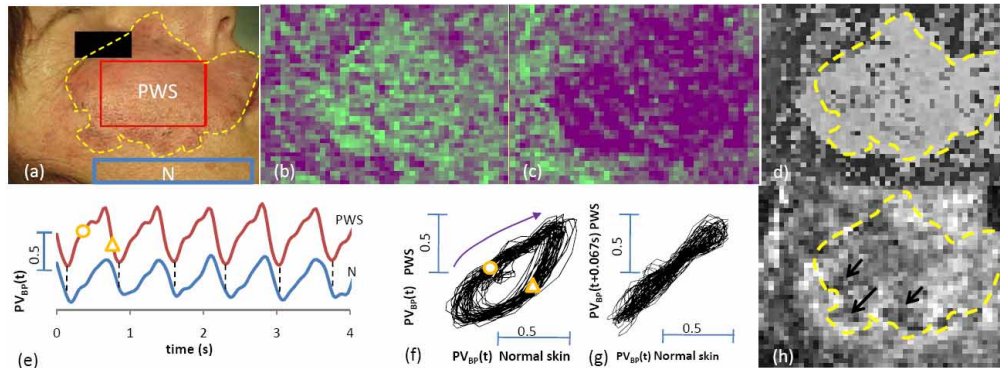 PWS
N
(a)
(b)
(c)
d)
PV_BP(t)
0.5
PWS
N
0
1
2
3
4
time (s)
(e)
PV_BP(t) PWS
0.5
0.5
PV_BP(t) Normal skin
(f)
PV_BP(t+0.067s) PWS
0.5
0.5
PV_BP(t) Normal skin
(g)
(h)